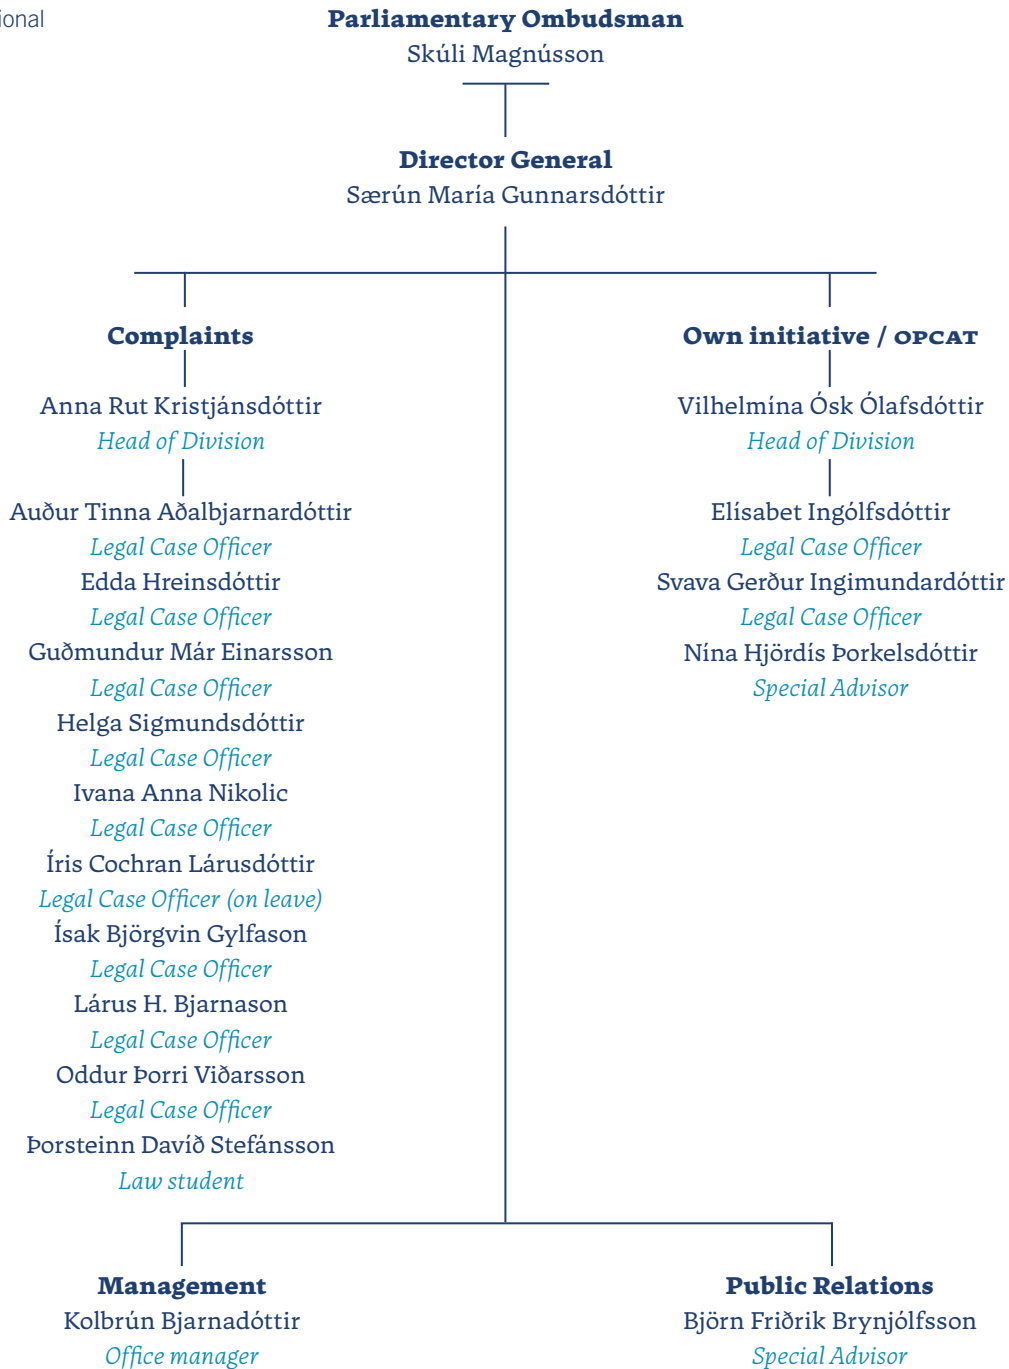 Parliamentary Ombudsman
Skúli Magnússon
Director General
Særún María Gunnarsdóttir
Complaints
Anna Rut Kristjánsdóttir
Head of Division
Auður Tinna Aðalbjarnardóttir
Legal Case Officer
Edda Hreinsdóttir
Legal Case Officer
Guðmundur Már Einarsson
Legal Case Officer
Helga Sigmundsdóttir
Legal Case Officer
Ivana Anna Nikolic
Legal Case Officer
Íris Cochran Lárusdóttir
Legal Case Officer (on leave)
Ísak Björgvin Gylfason
Legal Case Officer
Lárus H. Bjarnason
Legal Case Officer
Oddur Þorri Viðarsson
Legal Case Officer
Þorsteinn Davíð Stefánsson
Law student
Own initiative / OPCAT
Vilhelmína Ósk Ólafsdóttir
Head of Division
Elísabet Ingólfsdóttir
Legal Case Officer
Svava Gerður Ingimundardóttir
Legal Case Officer
Nína Hjördís Þorkelsdóttir
Special Advisor
Management
Kolbrún Bjarnadóttir
Office manager
Public Relations
Björn Friðrik Brynjólfsson
Special Advisor